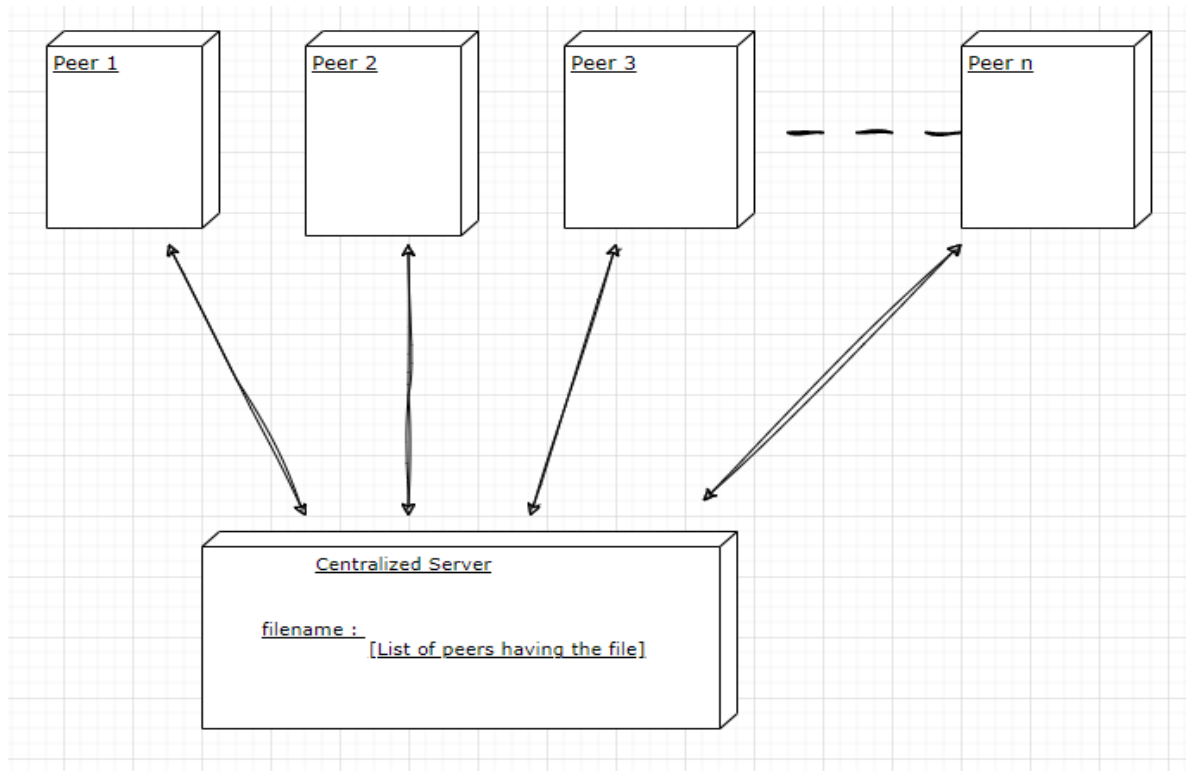 Peer 1
Peer 2
Peer 3
Peer n
Centralized Server
filename :
[List of peers having the file]